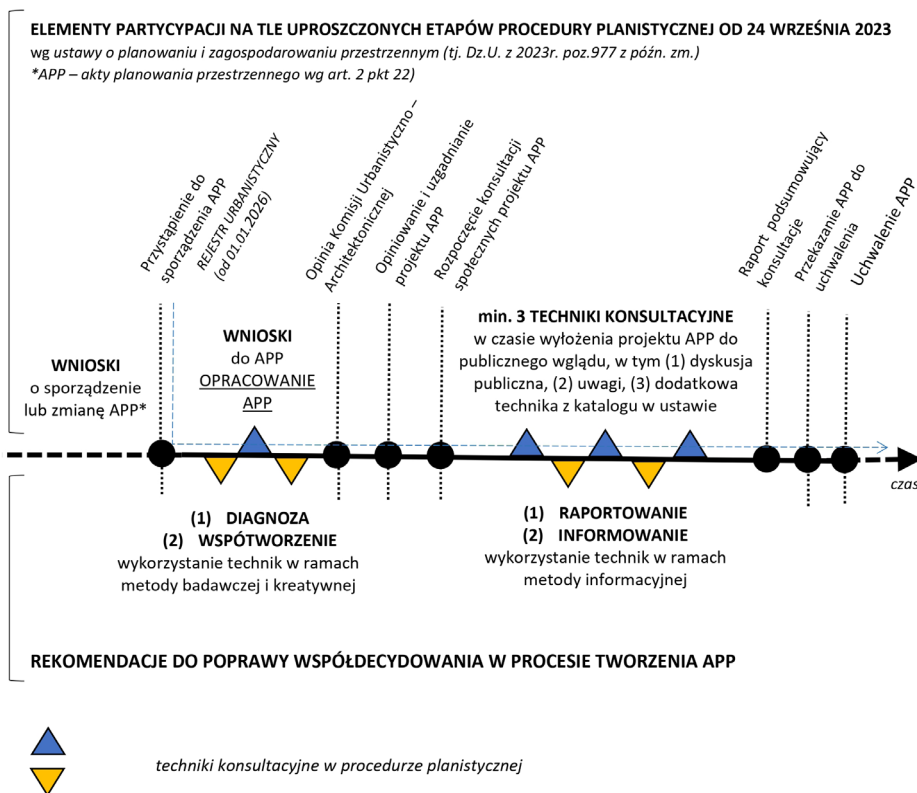 ELEMENTY PARTYCYPACJI NA TLE UPROSZCZONYCH ETAPÓW PROCEDURY PLANISTYCZNEJ OD 24 WRZEŚNIA 2023
wg ustawy o planowaniu i zagospodarowaniu przestrzennym (tj. Dz.U. z 2023r. poz.977 z późn. zm.)
*APP – akty planowania przestrzennego wg art. 2 pkt 22)
Przystąpienie do
sporządzenia APP
REJESTR URBANISTYCZNY
(od 01.01.2026)
Opinia Komisji Urbanistyczno –
Architektonicznej
Opiniowanie i uzgadnianie
projektu APP
Rozpoczęcie konsultacji
społecznych projektu APP
Raport podsumowujący
konsultacje
Przekazanie APP do
uchwalenia
Uchwalenie APP
WNIOSKI
o sporządzenie
lub zmianę APP*
WNIOSKI
do APP
OPRACOWANIE
APP
min. 3 TECHNIKI KONSULTACYJNE
w czasie wyłożenia projektu APP do
publicznego wglądu, w tym (1) dyskusja
publiczna, (2) uwagi, (3) dodatkowa
technika z katalogu w ustawie
czas
(1) DIAGNOZA
(2) WSPÓTWORZENIE
wykorzystanie technik w ramach
metody badawczej i kreatywnej
(1) RAPORTOWANIE
(2) INFORMOWANIE
wykorzystanie technik w ramach
metody informacyjnej
REKOMENDACJE DO POPRAWY WSPÓŁDECYDOWANIA W PROCESIE TWORZENIA APP
techniki konsultacyjne w procedurze planistycznej